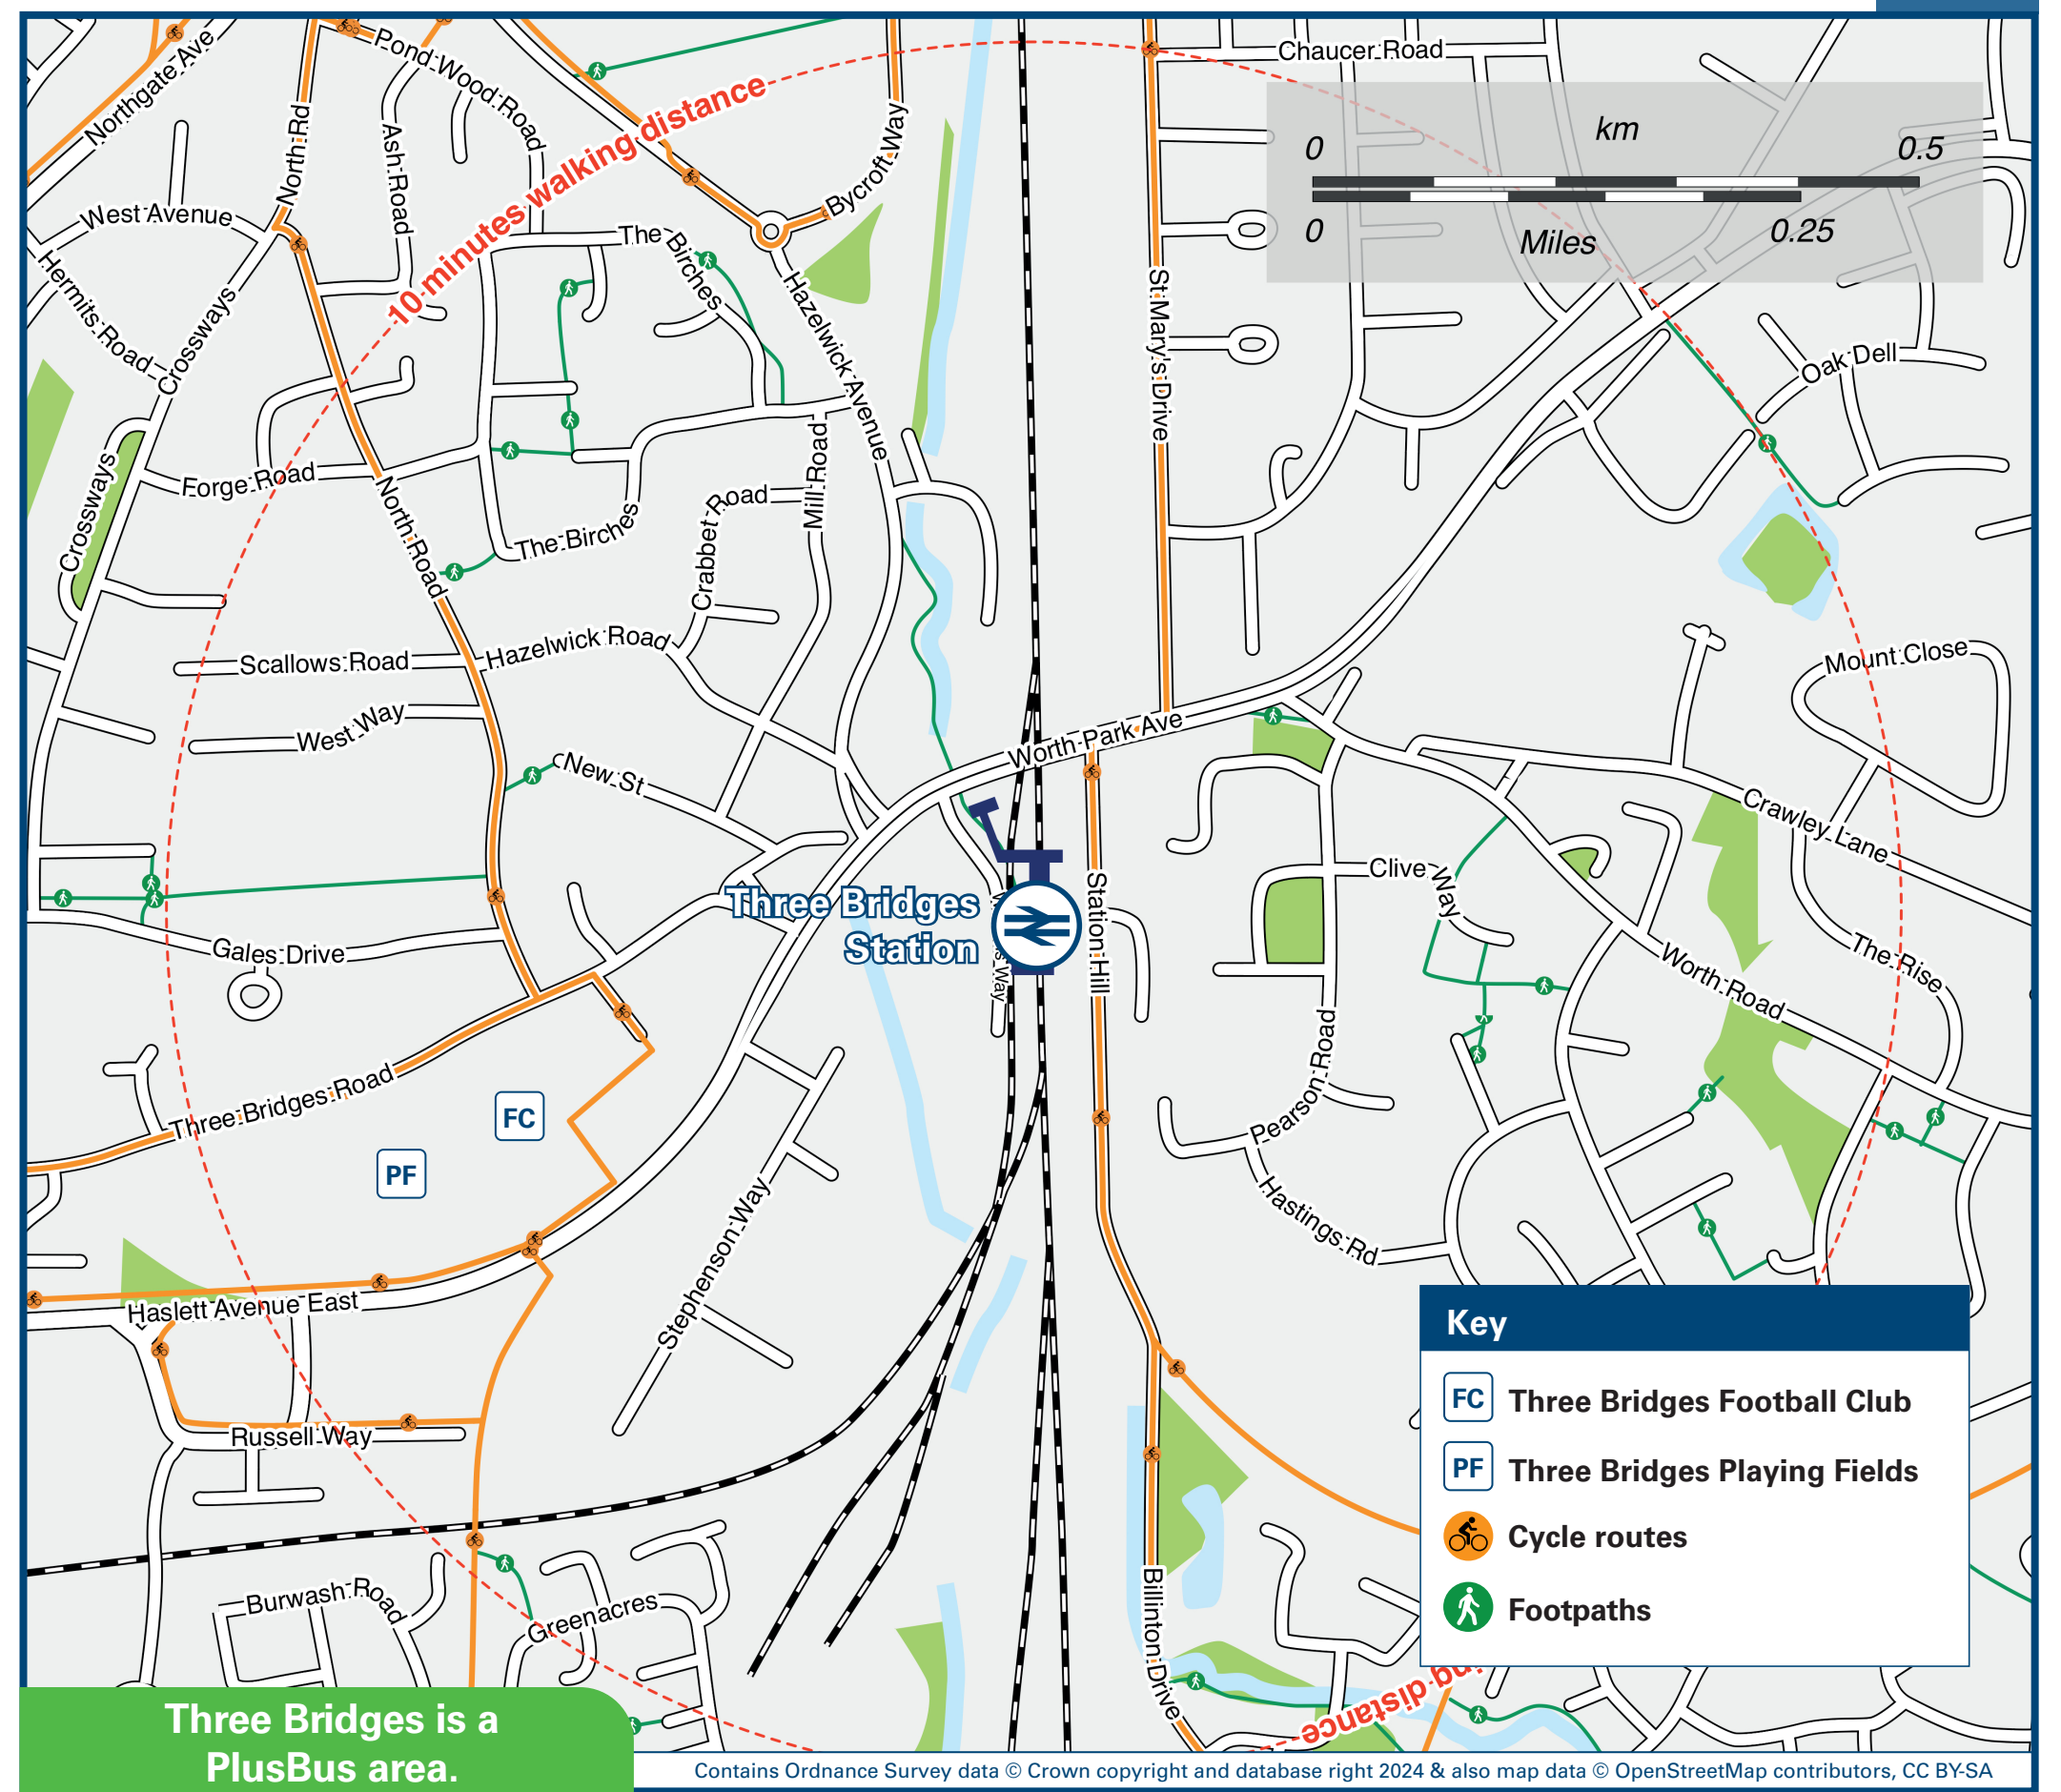 Northgate Ave
Pond Wood Road
Chaucer Road
North Rd
Ash Road
10 minutes walking distance
Bycroft Way
km
0
0.5
0
Miles
0.25
West Avenue
The Birches
Hermits Road
Crossways
Hazelwick Avenue
St Mary's Drive
Oak Dell
Crossways
Forge Road
North Road
Mill Road
Crabbet Road
The Birches
Scallows Road
Hazelwick Road
Mount Close
West Way
New St
Worth Park Ave
Crawley Lane
Clive Way
Three Bridges
Station
Station Hill
Way
Gales Drive
Worth Road
The Rise
Three Bridges Road
FC
PF
Pearson Road
Hastings Rd
Stephenson Way
Haslett Avenue East
Russell Way
Burwash Road
Greenacres
Billinton Drive
distance
Key
FC Three Bridges Football Club
PF Three Bridges Playing Fields
Cycle routes
Footpaths
Three Bridges is a
PlusBus area.
Contains Ordnance Survey data © Crown copyright and database right 2024 & also map data © OpenStreetMap contributors, CC BY-SA